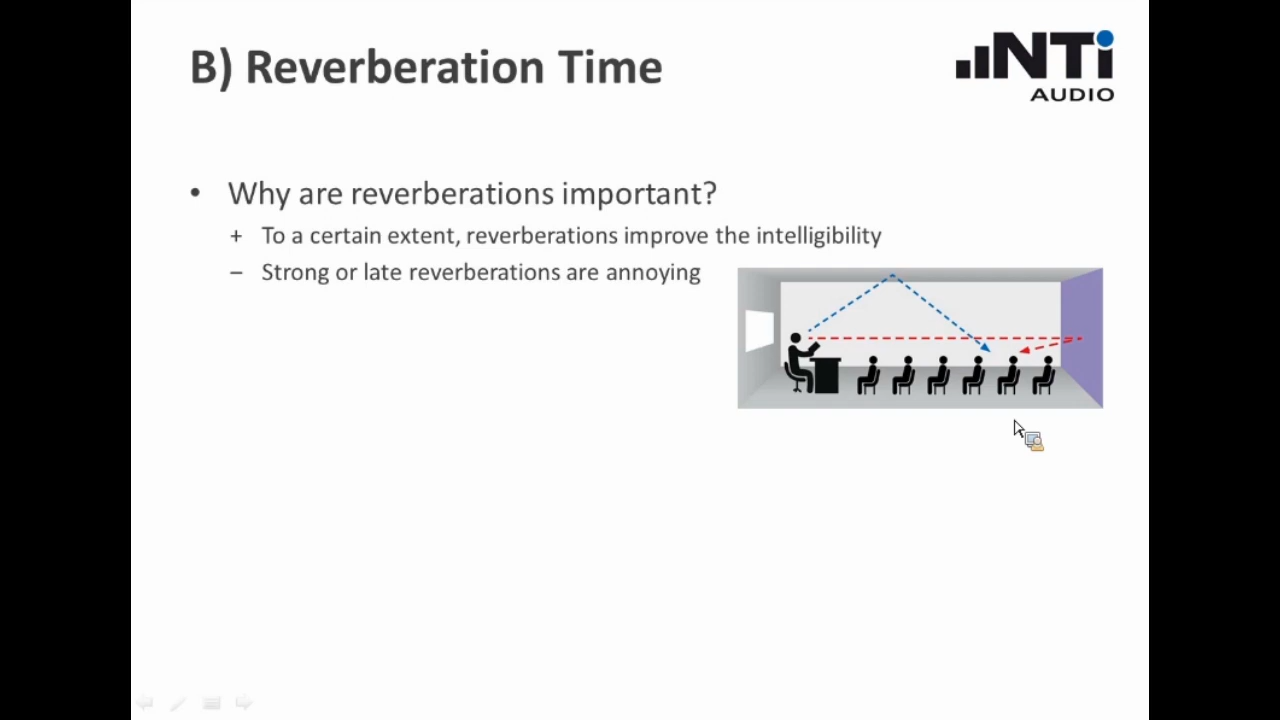 B) Reverberation Time
NTi
AUDIO
• Why are reverberations important?
+ To a certain extent, reverberations improve the intelligibility
– Strong or late reverberations are annoying